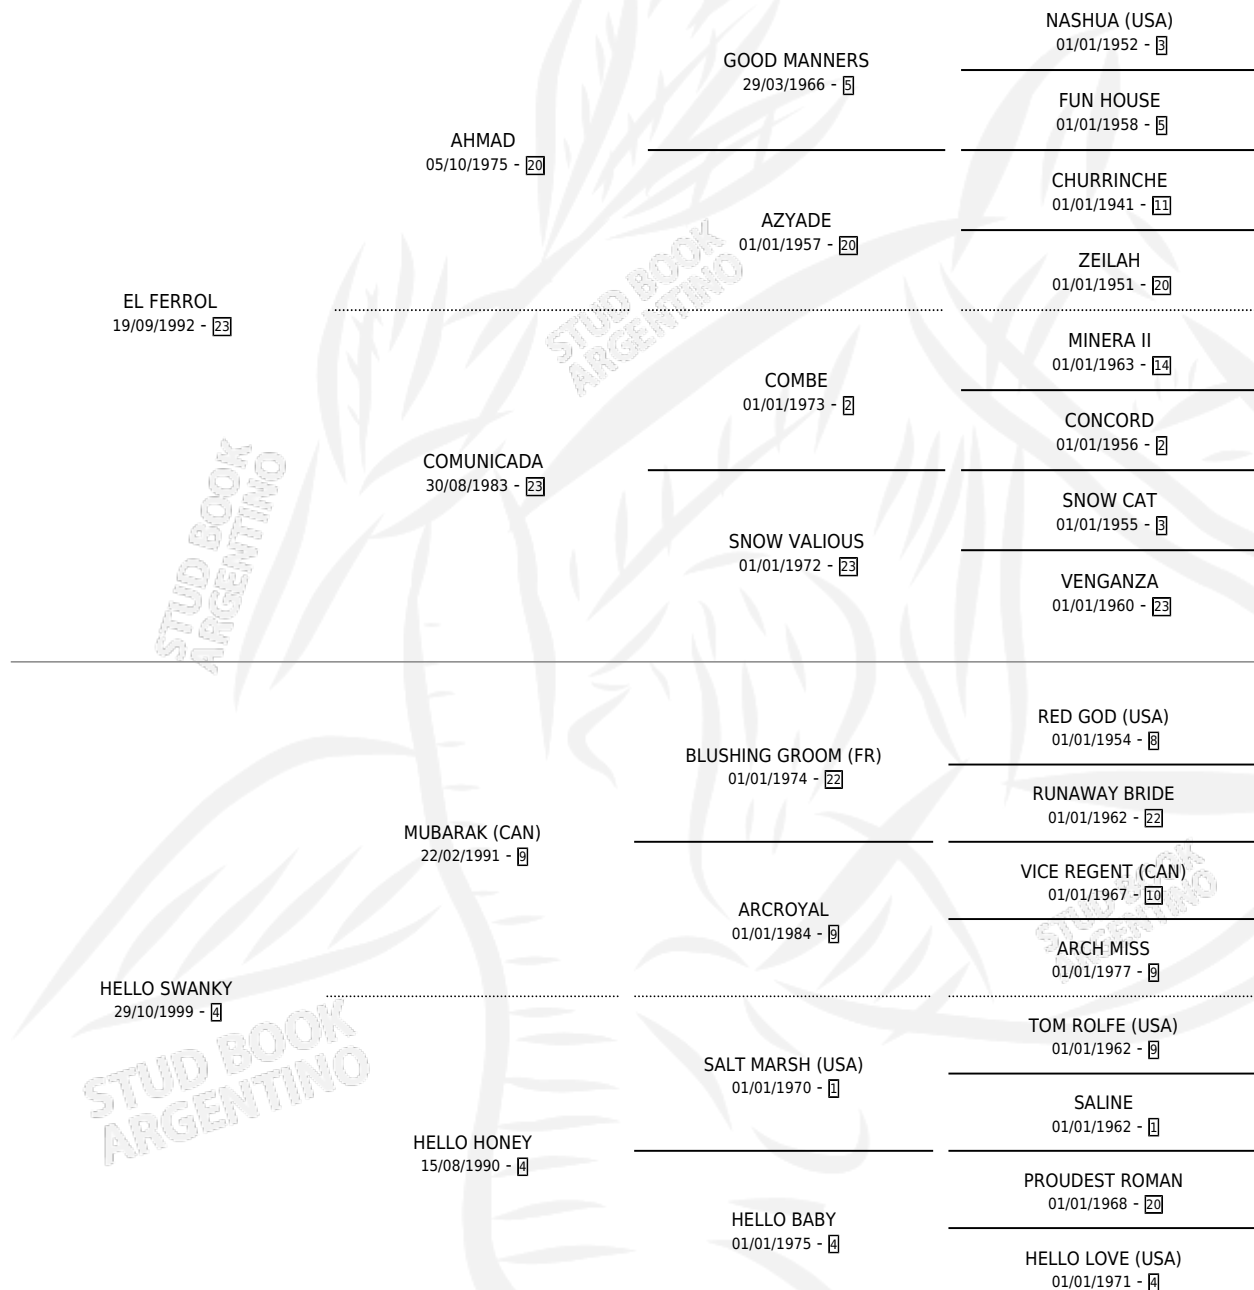 NASHUA (USA)
01/01/1952 - 3
GOOD MANNERS
29/03/1966 - 5
FUN HOUSE
01/01/1958 - 5
AHMAD
05/10/1975 - 20
CHURRINCHE
01/01/1941 - 11
AZYADE
01/01/1957 - 20
ZEILAH
01/01/1951 - 20
EL FERROL
19/09/1992 - 23
STUD BOOK
ARGENTINO
MINERA II
01/01/1963 - 14
COMBE
01/01/1973 - 2
CONCORD
01/01/1956 - 2
COMUNICADA
30/08/1983 - 23
SNOW CAT
01/01/1955 - 3
SNOW VALIOUS
01/01/1972 - 23
VENGANZA
01/01/1960 - 23
STUD BOOK
ARGENTINO
RED GOD (USA)
01/01/1954 - 8
BLUSHING GROOM (FR)
01/01/1974 - 22
RUNAWAY BRIDE
01/01/1962 - 22
MUBARAK (CAN)
22/02/1991 - 9
VICE REGENT (CAN)
01/01/1967 - 10
STUD BOOK
ARGENTINO
ARCROYAL
01/01/1984 - 9
ARCH MISS
01/01/1977 - 9
HELLO SWANKY
29/10/1999 - 4
STUD BOOK
ARGENTINO
TOM ROLFE (USA)
01/01/1962 - 9
SALT MARSH (USA)
01/01/1970 - 1
SALINE
01/01/1962 - 1
HELLO HONEY
15/08/1990 - 4
PROUDEST ROMAN
01/01/1968 - 20
HELLO BABY
01/01/1975 - 4
HELLO LOVE (USA)
01/01/1971 - 4